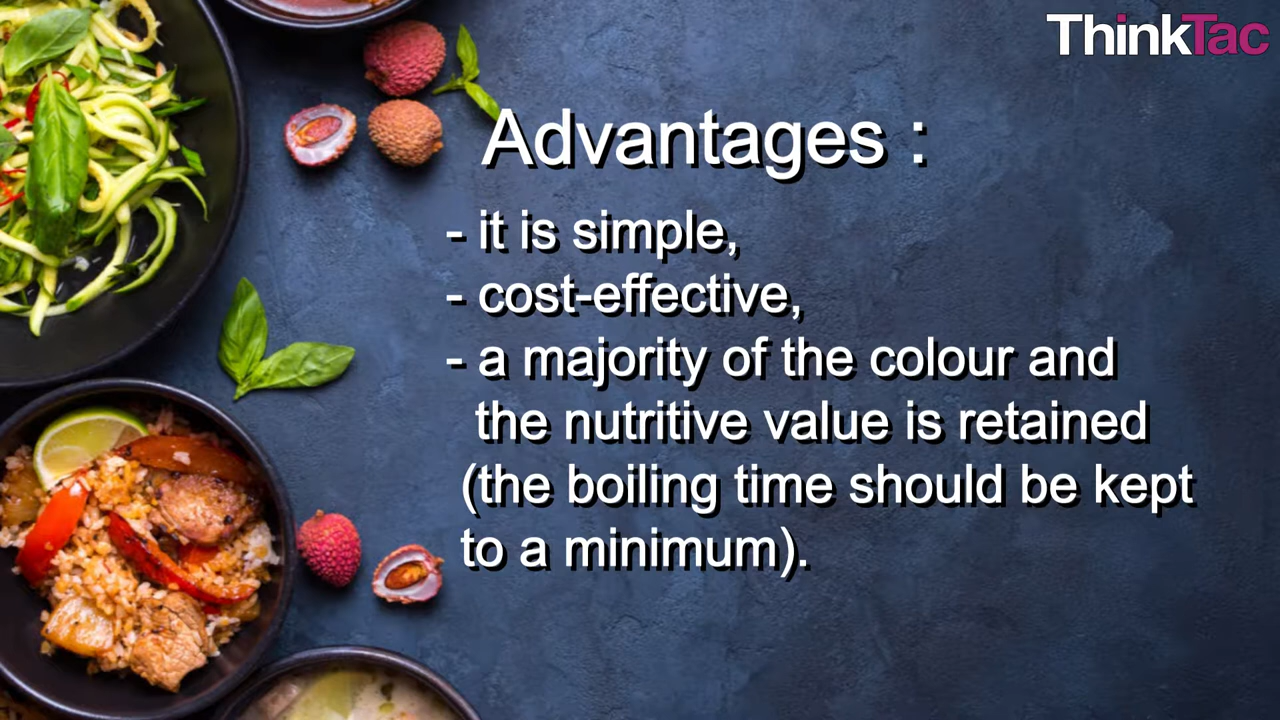 ThinkTac
Advantages :
- it is simple,
- cost-effective,
- a majority of the colour and
the nutritive value is retained
(the boiling time should be kept
to a minimum).